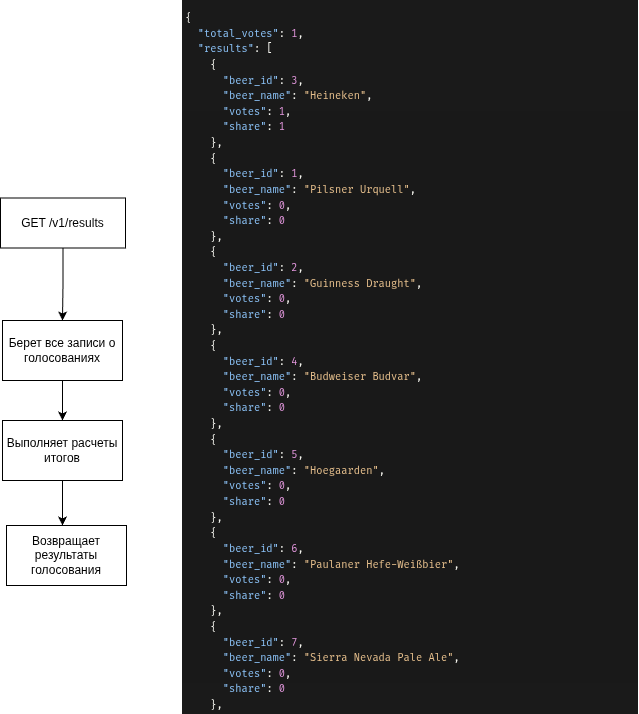 GET /v1/results
Берет все записи о
голосованиях
Выполняет расчеты
итогов
Возвращает
результаты
голосования
{
  "total_votes": 1,
  "results": [
    {
      "beer_id": 3,
      "beer_name": "Heineken",
      "votes": 1,
      "share": 1
    },
    {
      "beer_id": 1,
      "beer_name": "Pilsner Urquell",
      "votes": 0,
      "share": 0
    },
    {
      "beer_id": 2,
      "beer_name": "Guinness Draught",
      "votes": 0,
      "share": 0
    },
    {
      "beer_id": 4,
      "beer_name": "Budweiser Budvar",
      "votes": 0,
      "share": 0
    },
    {
      "beer_id": 5,
      "beer_name": "Hoegaarden",
      "votes": 0,
      "share": 0
    },
    {
      "beer_id": 6,
      "beer_name": "Paulaner Hefe-Weißbier",
      "votes": 0,
      "share": 0
    },
    {
      "beer_id": 7,
      "beer_name": "Sierra Nevada Pale Ale",
      "votes": 0,
      "share": 0
    },